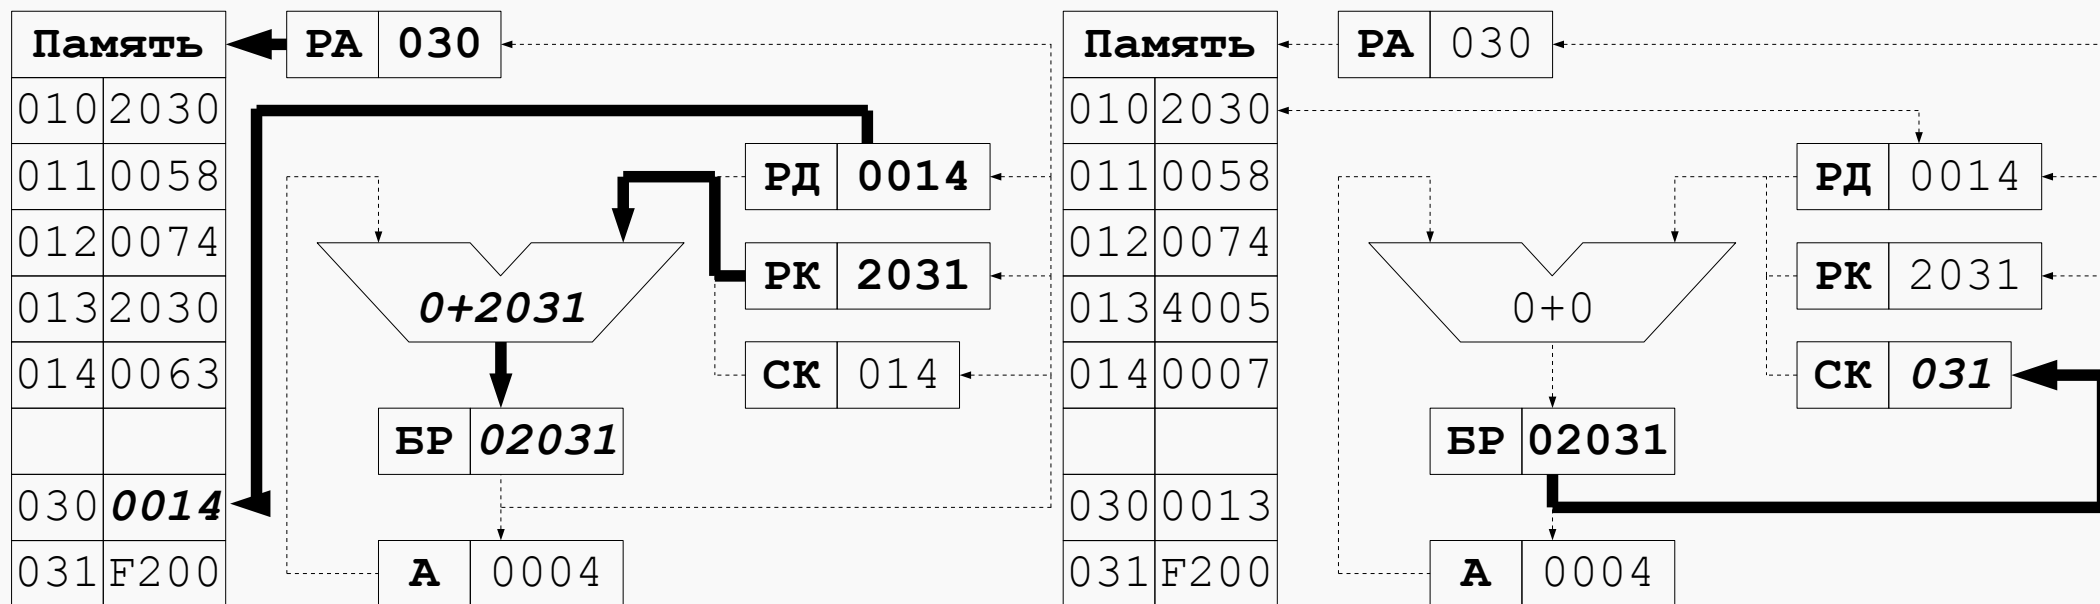 Память РА 030
010 2030
011 0058
012 0074
013 2030
014 0063
030 0014
031 F200
РД 0014
РК 2031
СК 014
0+2031
БР 02031
А 0004
Память РА 030
010 2030
011 0058
012 0074
013 4005
014 0007
030 0013
031 F200
РД 0014
РК 2031
СК 031
0+0
БР 02031
А 0004